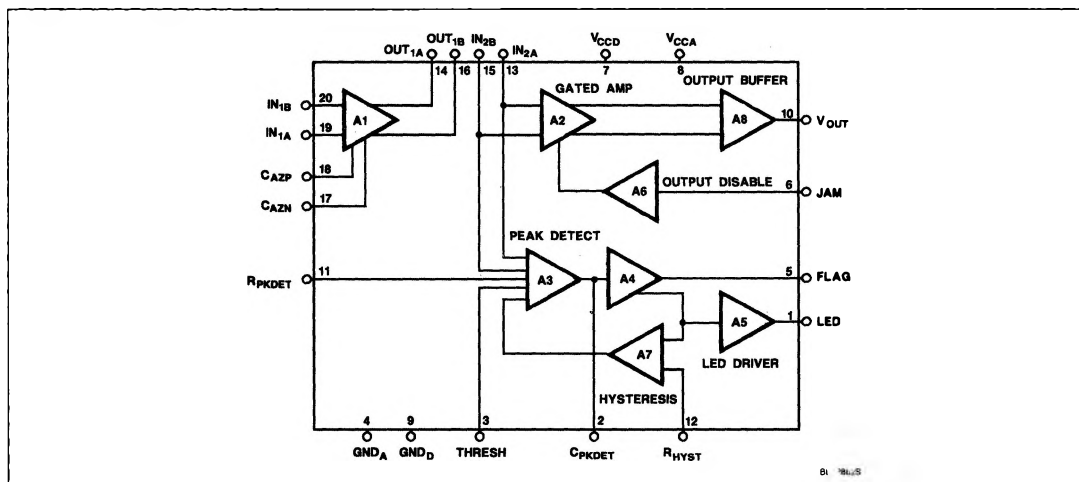 OUT1A OUT1B IN2B IN2A VCCD VCCA
14 16 15 13 7 8
GATED AMP OUTPUT BUFFER
IN1B 20 A1 A2 A8 10 VOUT
IN1A 19
CAZP 18
CAZN 17
A6 OUTPUT DISABLE 6 JAM
PEAK DETECT
RPKDET 11 A3 A4 5 FLAG
A7 A5 1 LED
LED DRIVER
HYSTERESIS
4 9 3 2 12
GNDA GNDD THRESH CPKDET RHYST